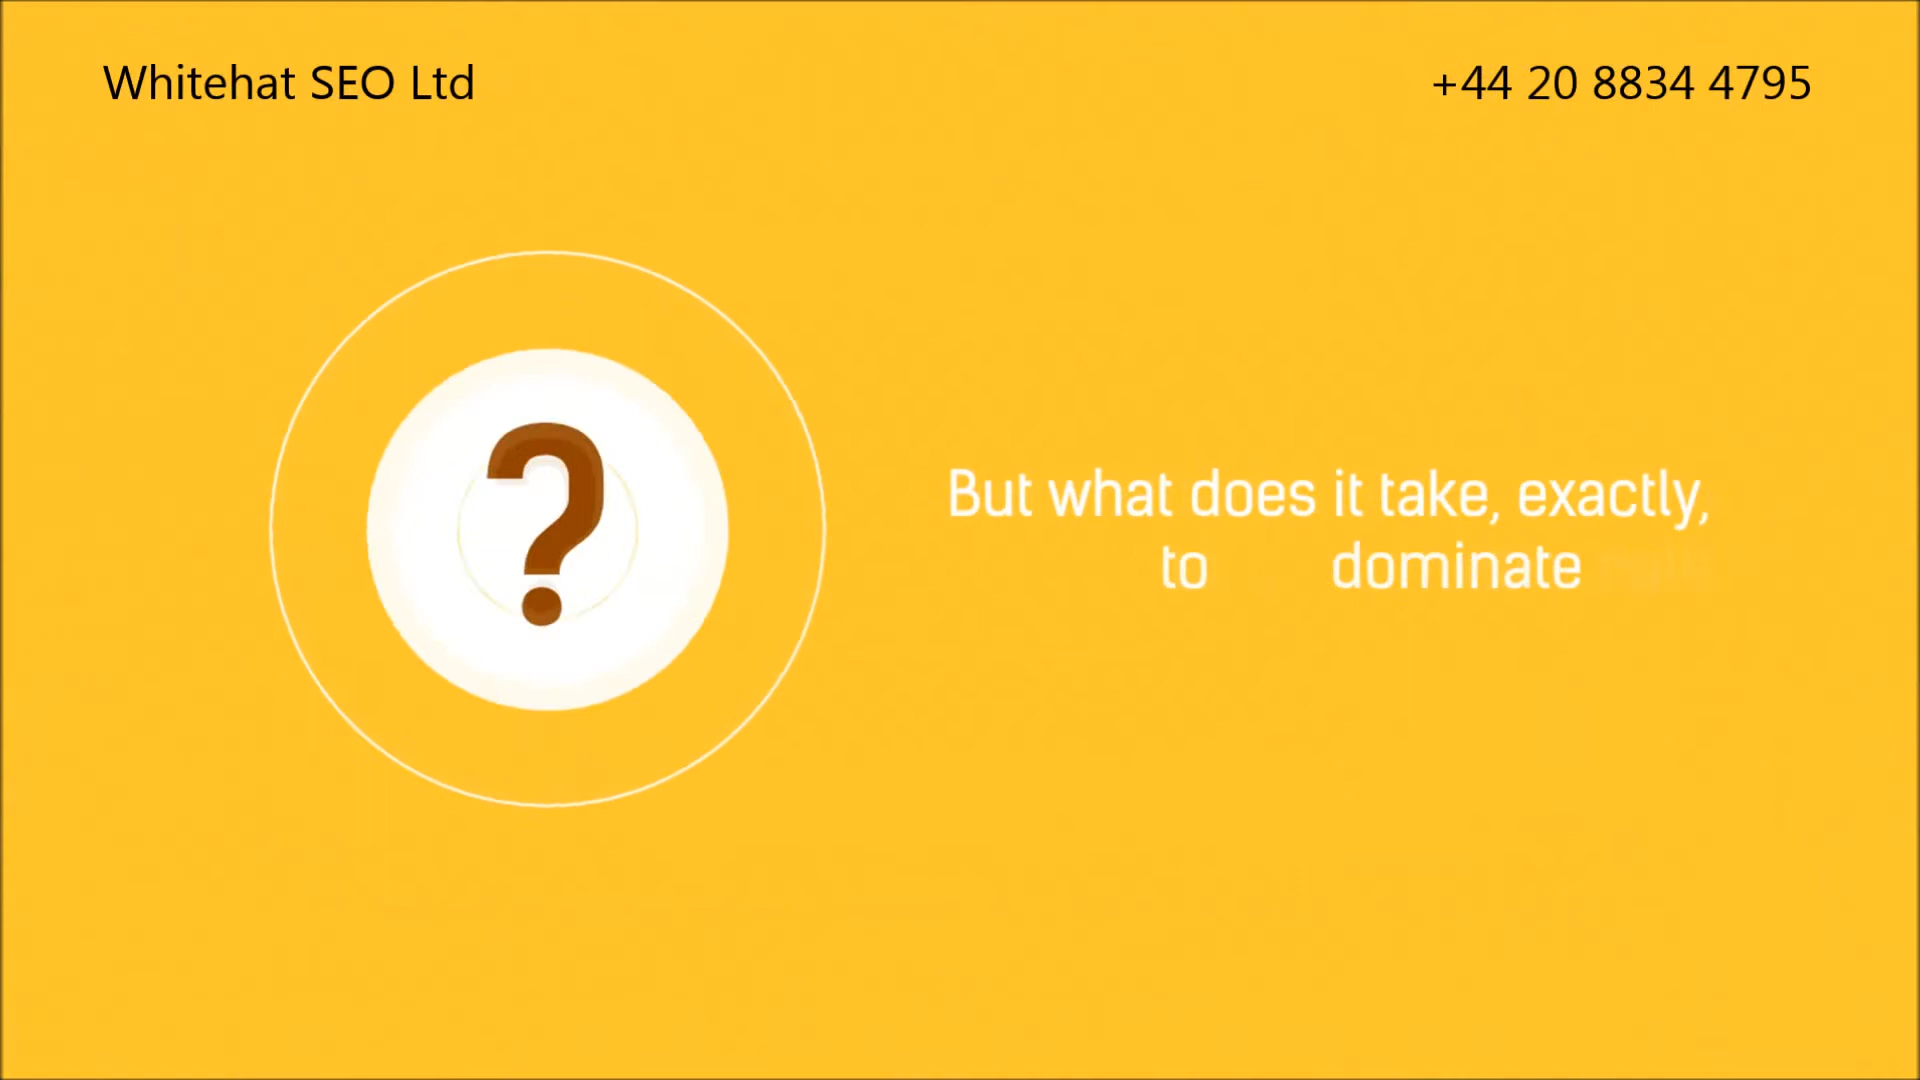 Whitehat SEO Ltd
+44 20 8834 4795
?
But what does it take, exactly,
to dominate